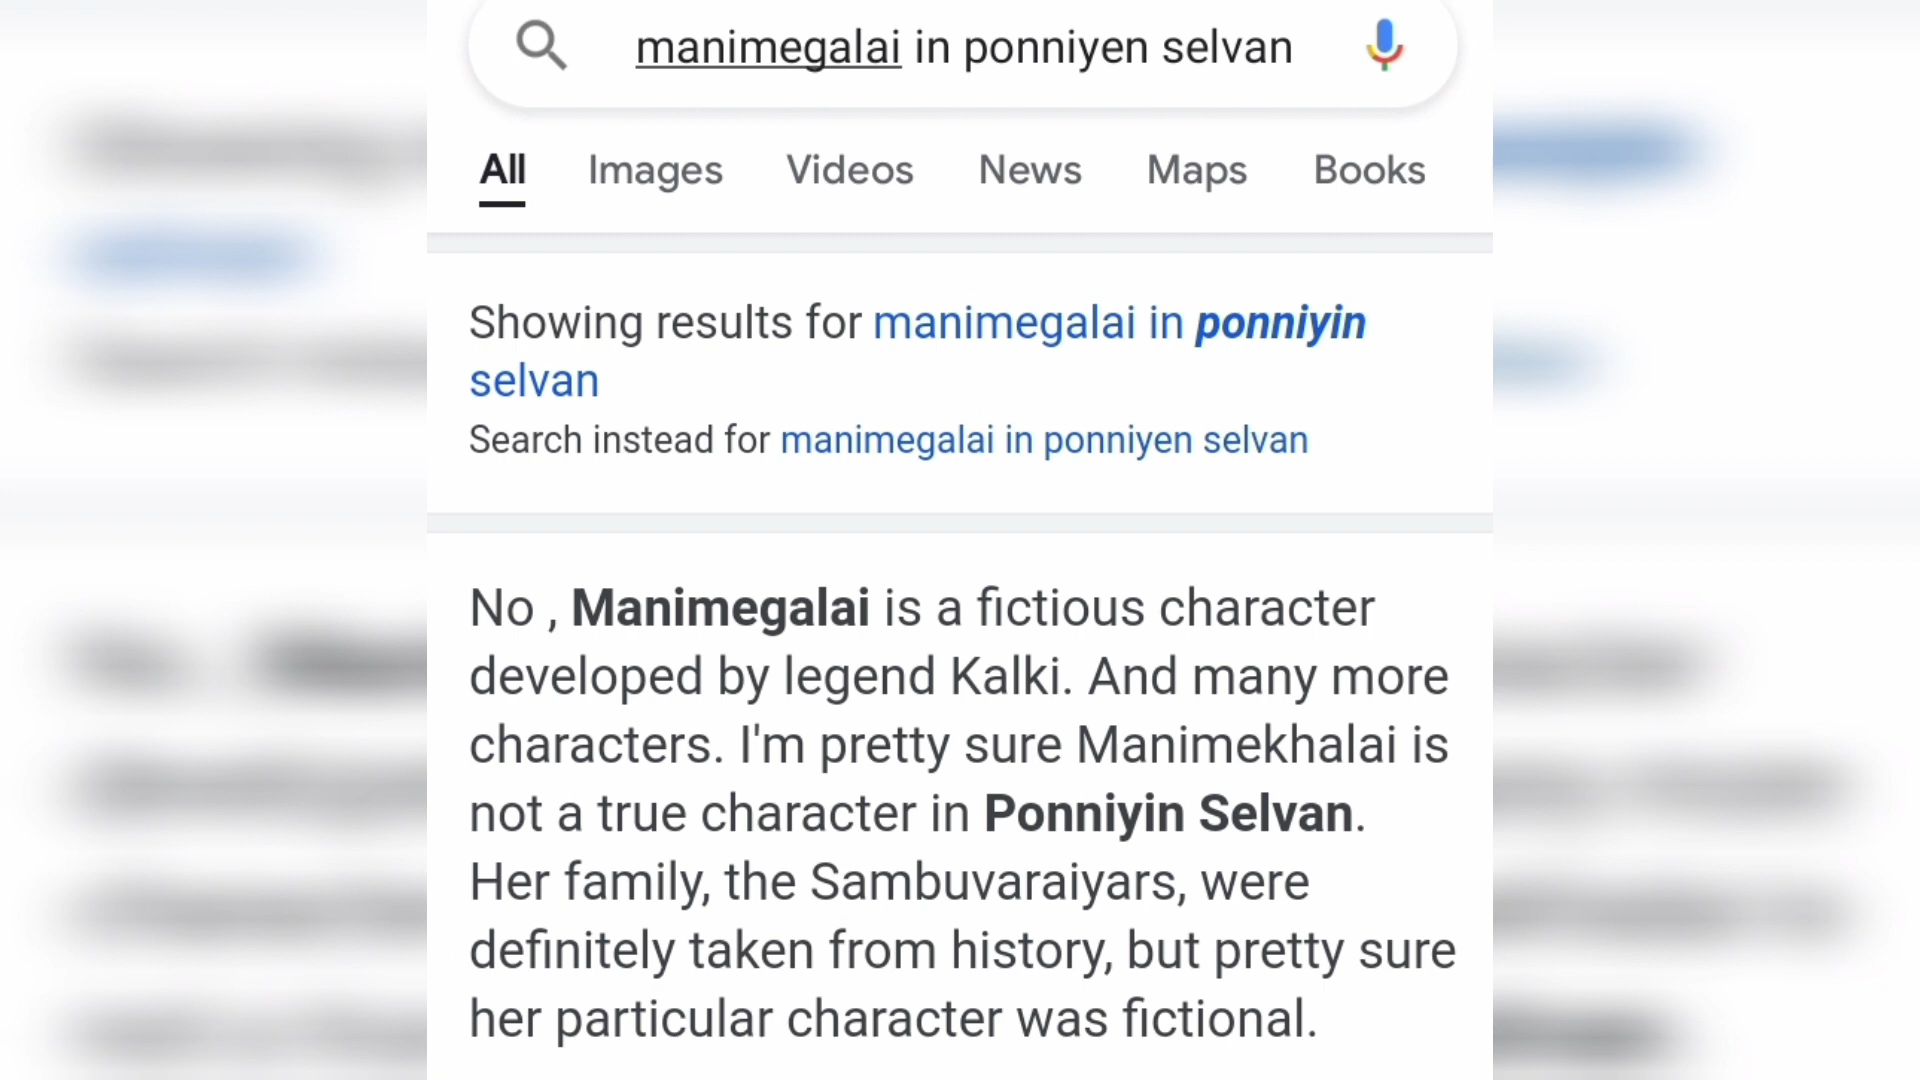 manimegalai in ponniyen selvan
All Images Videos News Maps Books
Showing results for manimegalai in ponniyin
selvan
Search instead for manimegalai in ponniyen selvan
No , Manimegalai is a fictious character
developed by legend Kalki. And many more
characters. I'm pretty sure Manimekhalai is
not a true character in Ponniyin Selvan.
Her family, the Sambuvaraiyars, were
definitely taken from history, but pretty sure
her particular character was fictional.